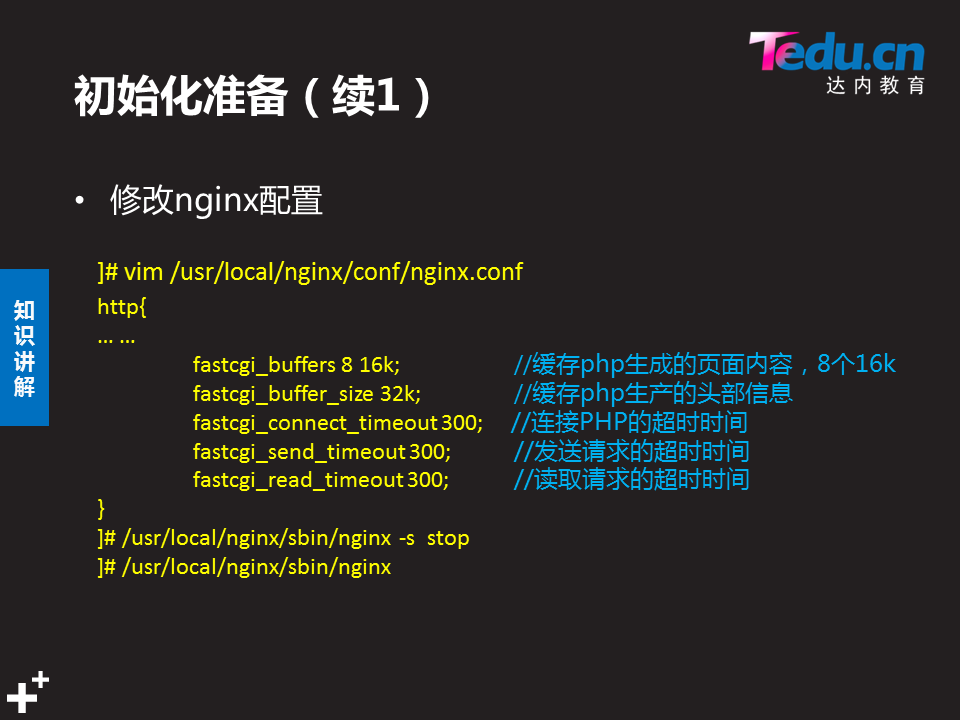 Tedu.cn
达内教育
初始化准备（续1）
• 修改nginx配置
知识讲解
]# vim /usr/local/nginx/conf/nginx.conf
http{
... ...
fastcgi_buffers 8 16k; //缓存php生成的页面内容，8个16k
fastcgi_buffer_size 32k; //缓存php生产的头部信息
fastcgi_connect_timeout 300; //连接PHP的超时时间
fastcgi_send_timeout 300; //发送请求的超时时间
fastcgi_read_timeout 300; //读取请求的超时时间
}
]# /usr/local/nginx/sbin/nginx -s stop
]# /usr/local/nginx/sbin/nginx